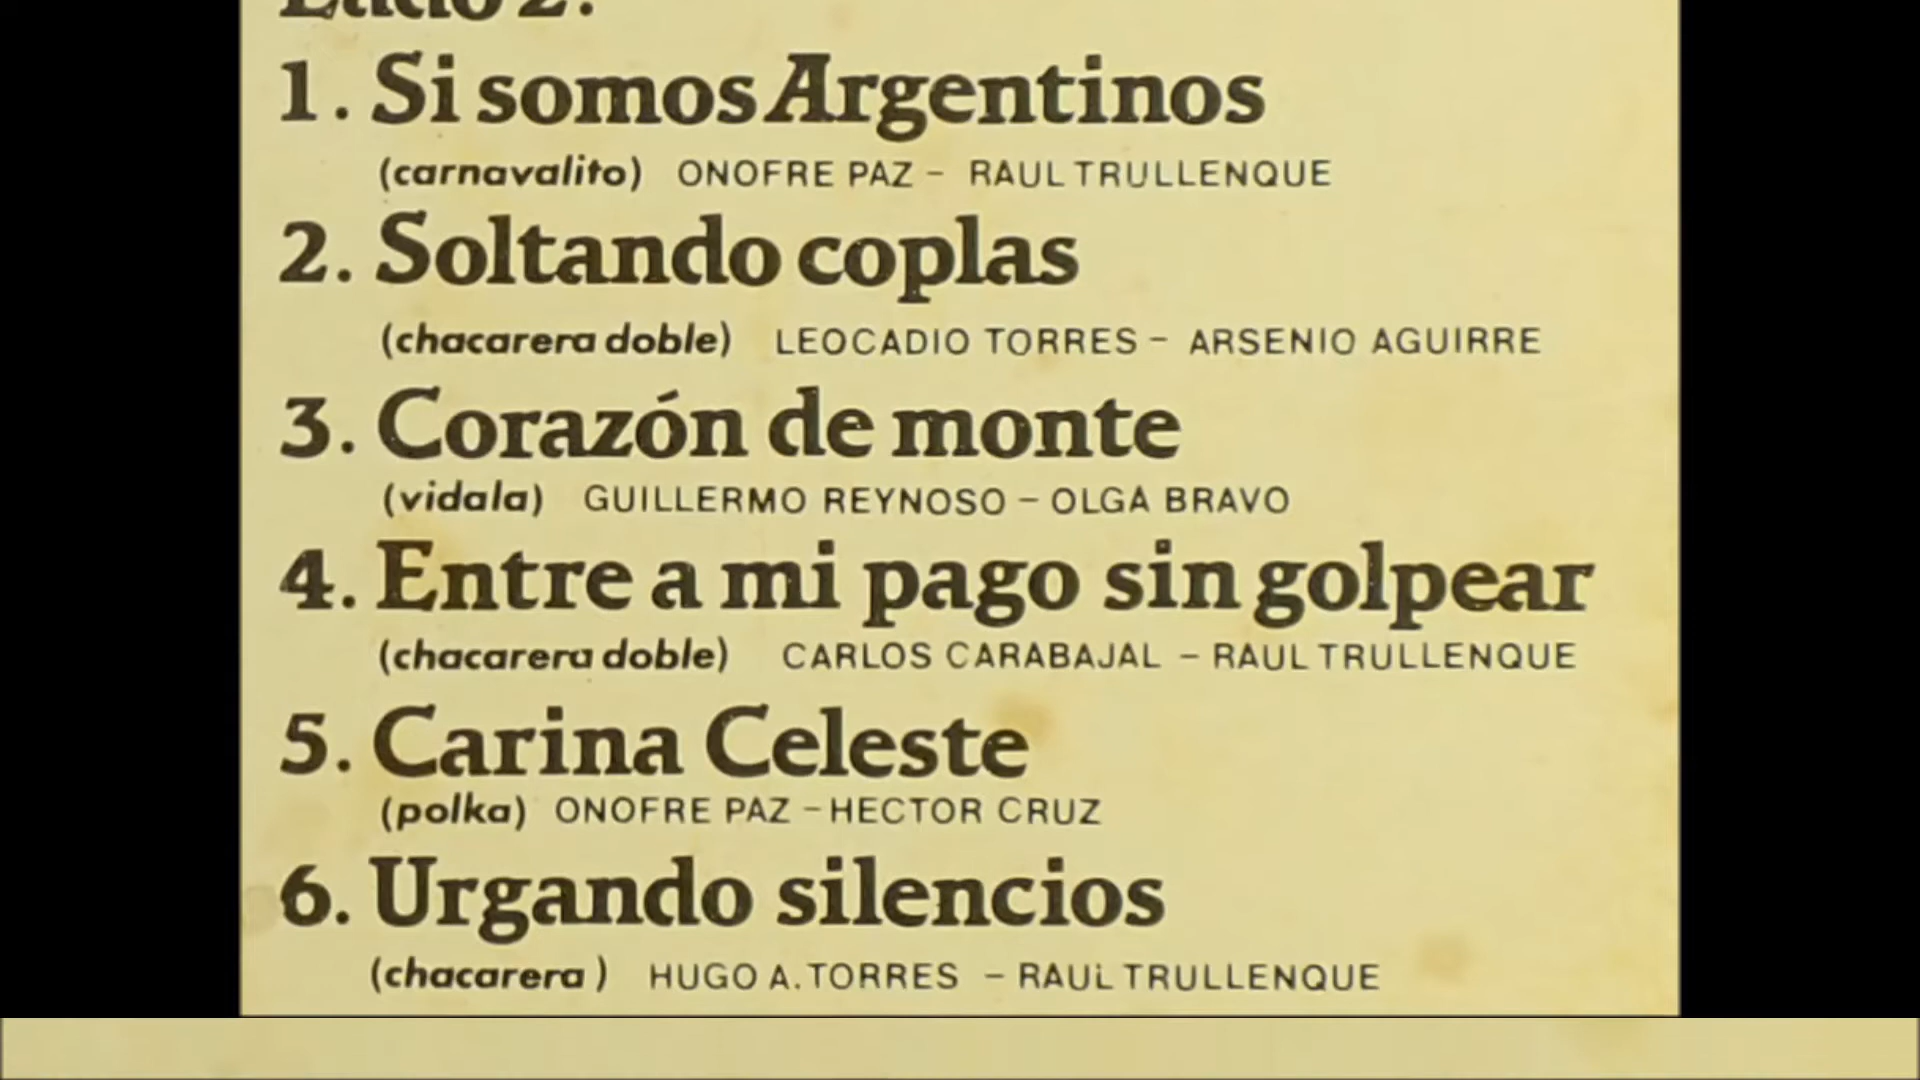 Lado 2:
1. Si somos Argentinos
(carnavalito) ONOFRE PAZ - RAUL TRULLENQUE
2. Soltando coplas
(chacarera doble) LEOCADIO TORRES - ARSENIO AGUIRRE
3. Corazón de monte
(vidala) GUILLERMO REYNOSO - OLGA BRAVO
4. Entre a mi pago sin golpear
(chacarera doble) CARLOS CARABAJAL - RAUL TRULLENQUE
5. Carina Celeste
(polka) ONOFRE PAZ - HECTOR CRUZ
6. Urgando silencios
(chacarera ) HUGO A. TORRES - RAUL TRULLENQUE